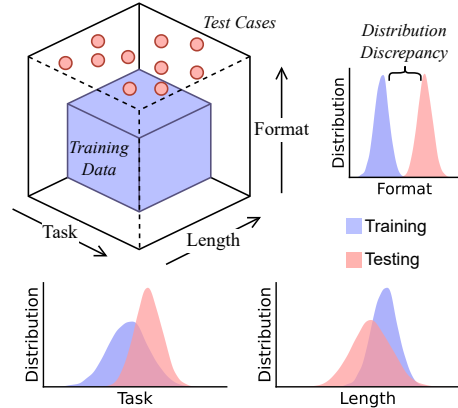 Test Cases
Distribution
Discrepancy
Training
Data
Format
Task
Length
Distribution
Format
Training
Testing
Distribution
Task
Distribution
Length